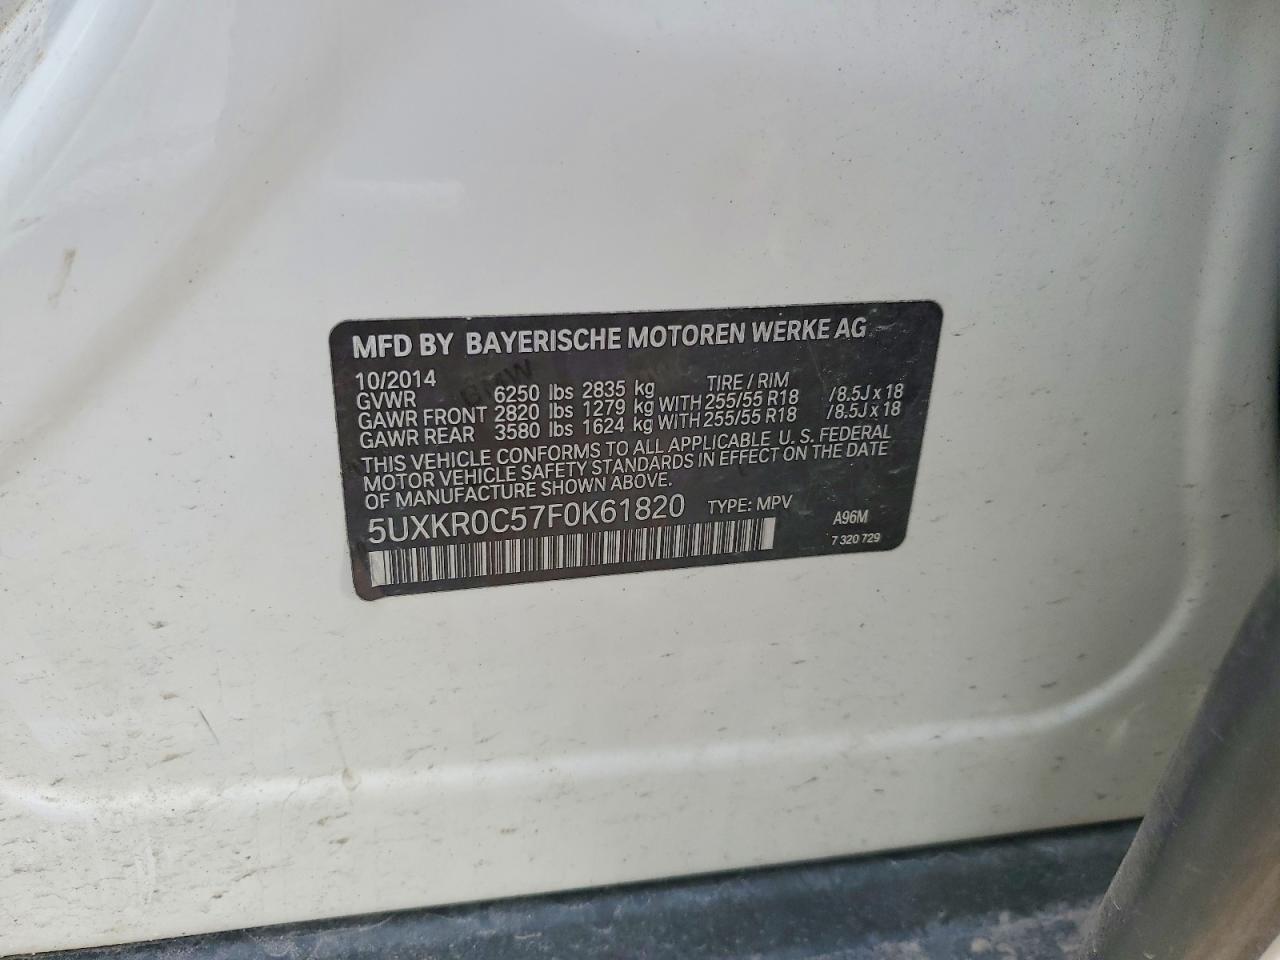 MFD BY BAYERISCHE MOTOREN WERKE AG
10/2014 TIRE / RIM
GVWR 6250 lbs 2835 kg
GAWR FRONT 2820 lbs 1279 kg WITH 255/55 R18 /8.5J x 18
GAWR REAR 3580 lbs 1624 kg WITH 255/55 R18 /8.5J x 18
THIS VEHICLE CONFORMS TO ALL APPLICABLE U. S. FEDERAL
MOTOR VEHICLE SAFETY STANDARDS IN EFFECT ON THE DATE
OF MANUFACTURE SHOWN ABOVE.
5UXKR0C57F0K61820 TYPE: MPV A96M
7 320 729